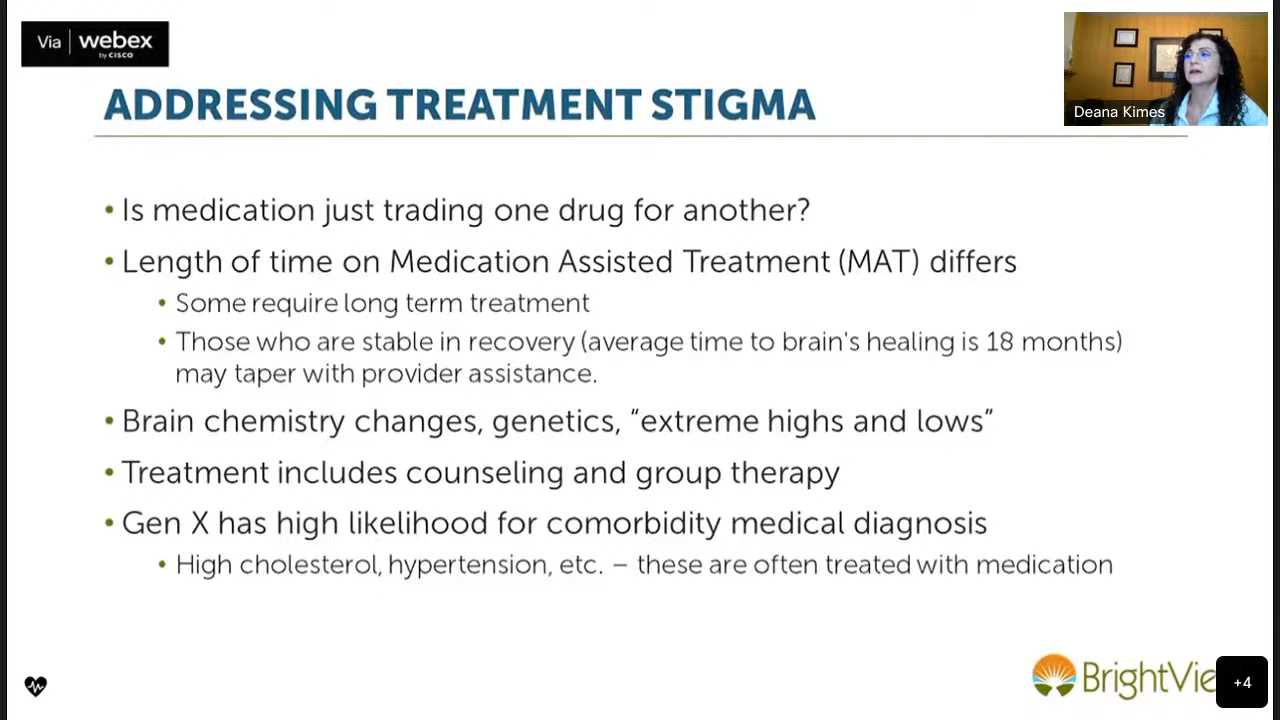 Via webex
by CISCO
Deana Kimes
ADDRESSING TREATMENT STIGMA
• Is medication just trading one drug for another?
• Length of time on Medication Assisted Treatment (MAT) differs
• Some require long term treatment
• Those who are stable in recovery (average time to brain's healing is 18 months)
may taper with provider assistance.
• Brain chemistry changes, genetics, “extreme highs and lows”
• Treatment includes counseling and group therapy
• Gen X has high likelihood for comorbidity medical diagnosis
• High cholesterol, hypertension, etc. – these are often treated with medication
BrightVie
+4